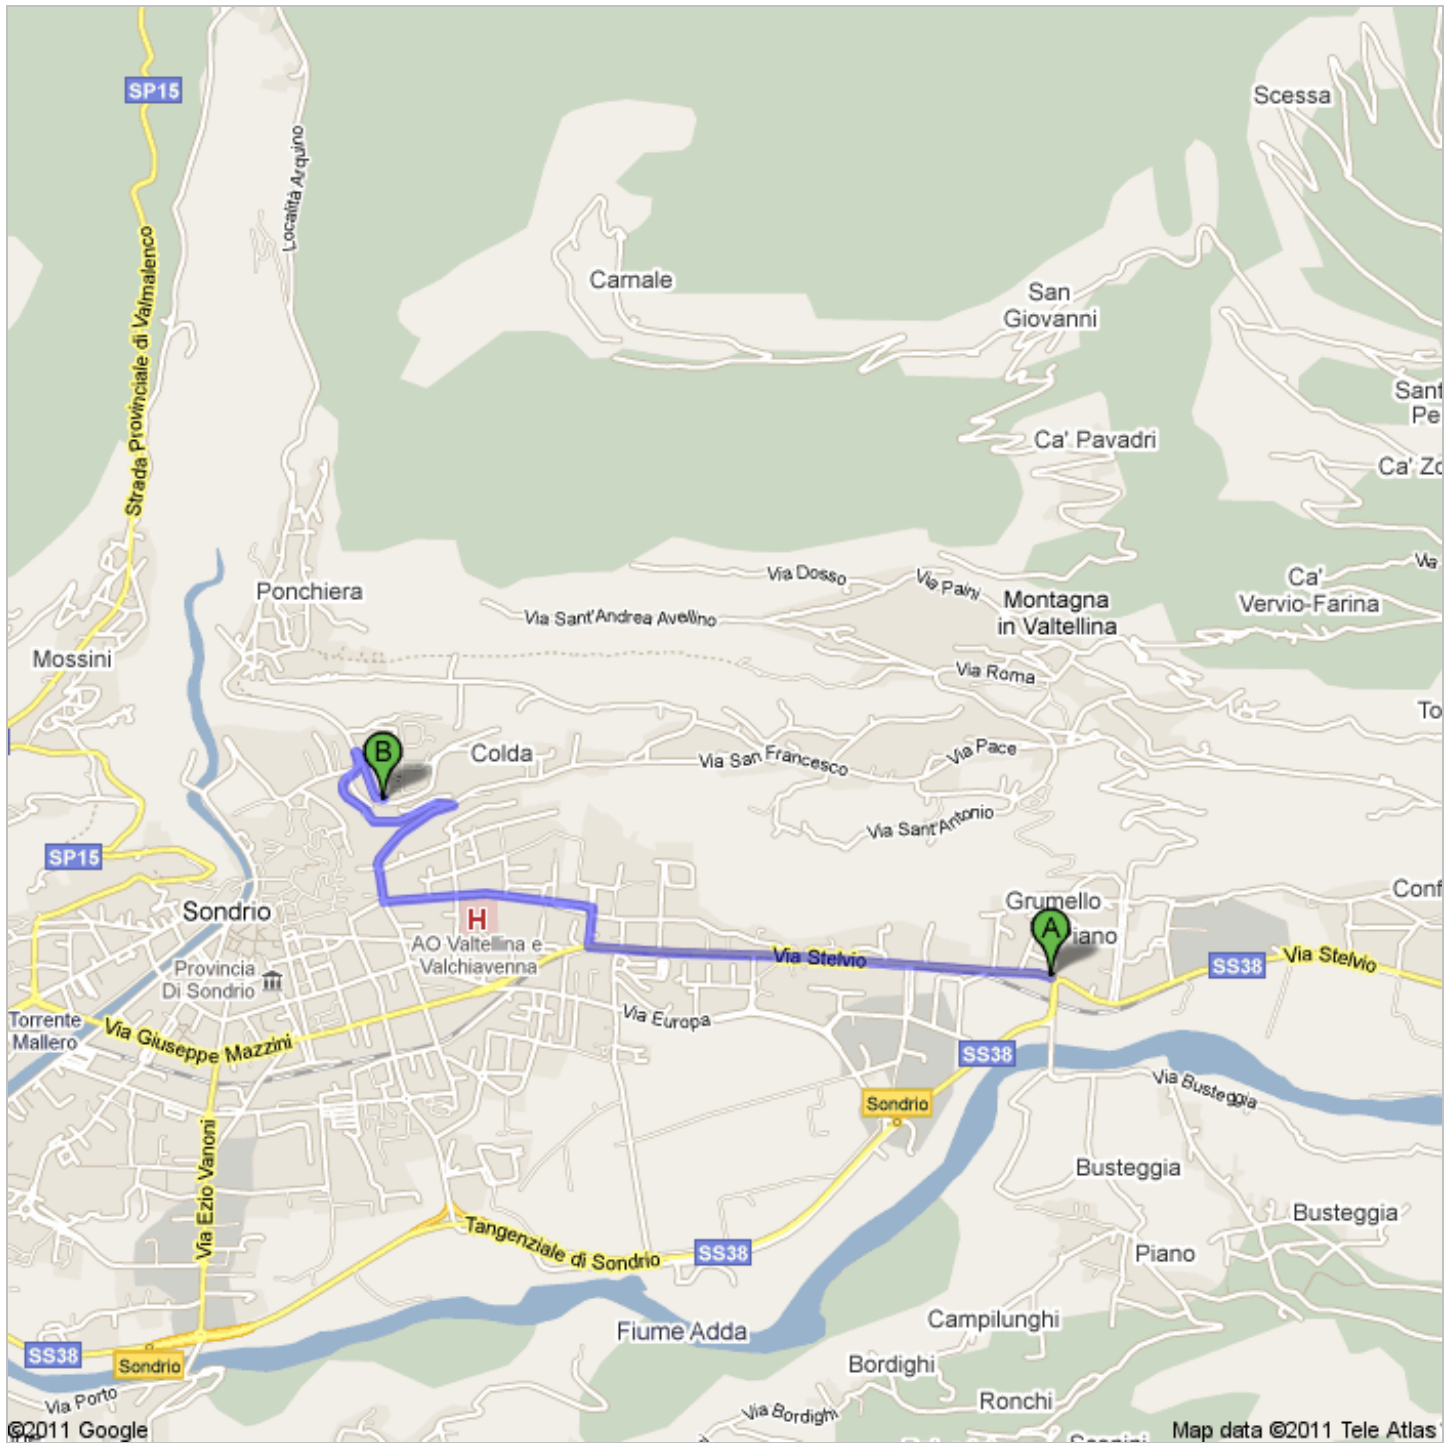 SP15
Scessa
Località Arquino
Carnale
San
Giovanni
Strada Provinciale di Valmalenco
Ca' Pavadri
Ponchiera
Via Dosso
Via Paini
Ca'
Vervio-Farina
Montagna
in Valtellina
Via Sant'Andrea Avellino
Mossini
Via Roma
B
Colda
Via San Francesco
Via Pace
Via Sant'Antonio
SP15
Sondrio
H
AO Valtellina e
Valchiavenna
Grumello
A
Via Stelvio
SS38
Via Stelvio
Provincia
Di Sondrio
Torrente
Mallero
Via Giuseppe Mazzini
Via Europa
SS38
Sondrio
Via Busteggia
Via Ezio Vanoni
Busteggia
Busteggia
Piano
Tangenziale di Sondrio
SS38
Fiume Adda
Campilunghi
SS38
Sondrio
Bordighi
Via Porto
Ronchi
Via Bordighi
©2011 Google
Map data ©2011 Tele Atlas